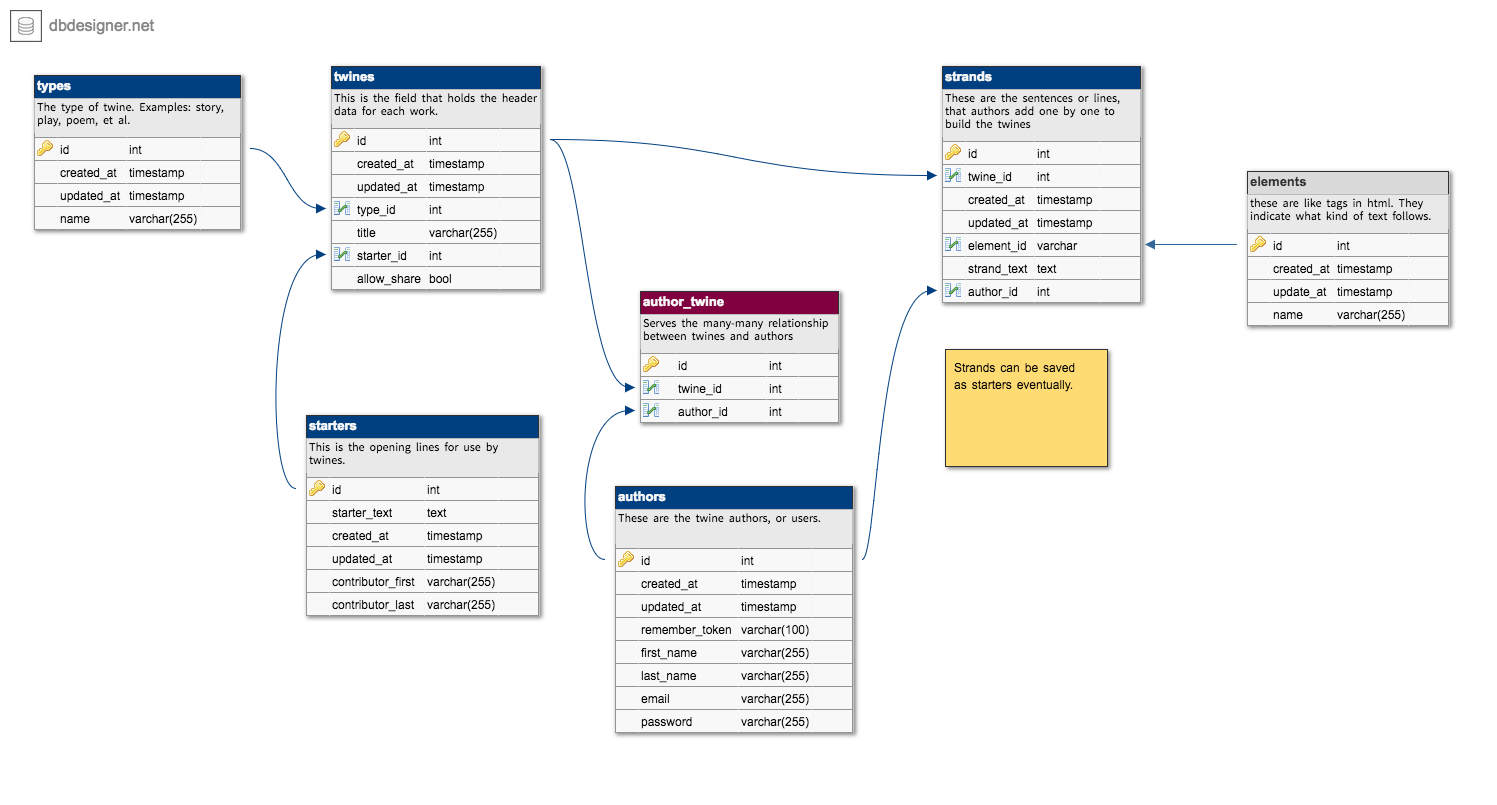 dbdesigner.net
types
The type of twine. Examples: story,
play, poem, et al.
id int
created_at timestamp
updated_at timestamp
name varchar(255)
twines
This is the field that holds the header
data for each work.
id int
created_at timestamp
updated_at timestamp
type_id int
title varchar(255)
starter_id int
allow_share bool
strands
These are the sentences or lines,
that authors add one by one to
build the twines
id int
twine_id int
created_at timestamp
updated_at timestamp
element_id varchar
strand_text text
author_id int
elements
these are like tags in html. They
indicate what kind of text follows.
id int
created_at timestamp
update_at timestamp
name varchar(255)
author_twine
Serves the many-many relationship
between twines and authors
id int
twine_id int
author_id int
Strands can be saved
as starters eventually.
starters
This is the opening lines for use by
twines.
id int
starter_text text
created_at timestamp
updated_at timestamp
contributor_first varchar(255)
contributor_last varchar(255)
authors
These are the twine authors, or users.
id int
created_at timestamp
updated_at timestamp
remember_token varchar(100)
first_name varchar(255)
last_name varchar(255)
email varchar(255)
password varchar(255)